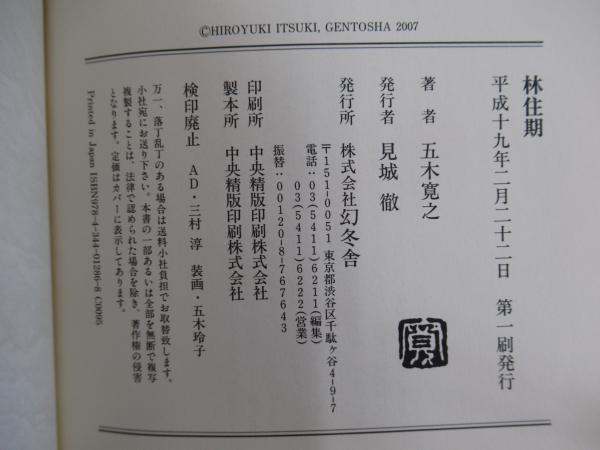 ©HIROYUKI ITSUKI, GENTOSHA 2007
林住期
平成十九年二月二十二日　第一刷発行
著　者　五木寛之
発行者　見城 徹
発行所　株式会社幻冬舎
〒151-0051 東京都渋谷区千駄ヶ谷4-9-7
電話:03(5411)6211(編集)
03(5411)6222(営業)
振替:00120-8-767643
印刷所　中央精版印刷株式会社
製本所　中央精版印刷株式会社
検印廃止　AD・三村 淳　装画・五木玲子
万一、落丁乱丁のある場合は送料小社負担でお取替致します。
小社宛にお送り下さい。本書の一部あるいは全部を無断で複写
複製することは、法律で認められた場合を除き、著作権の侵害
となります。定価はカバーに表示してあります。
Printed in Japan ISBN978-4-344-01286-8 C0095